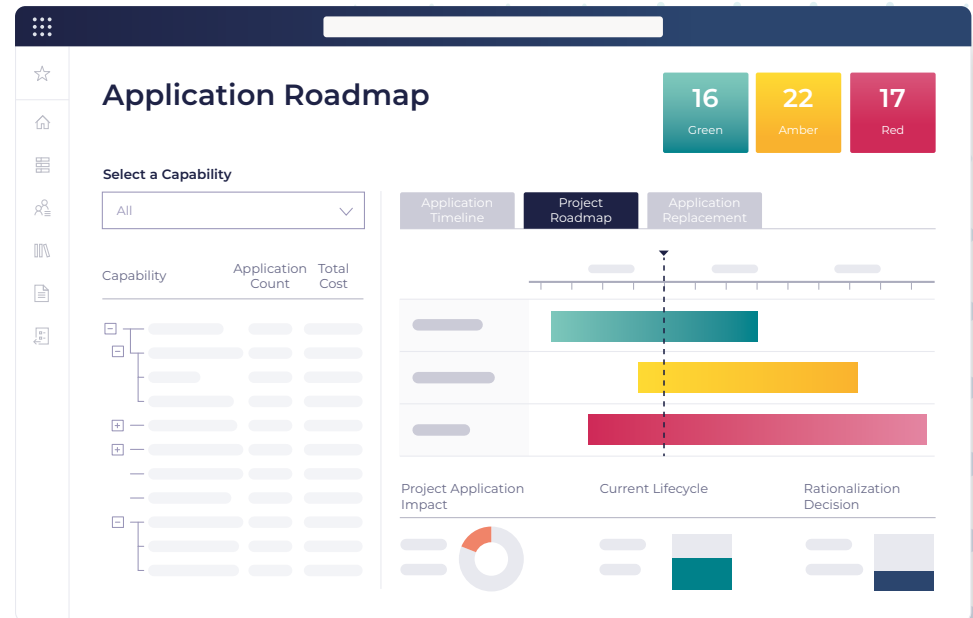 Application Roadmap
16
Green
22
Amber
17
Red
Select a Capability
All
Capability
Application
Count
Total
Cost
Application
Timeline
Project
Roadmap
Application
Replacement
Project Application
Impact
Current Lifecycle
Rationalization
Decision